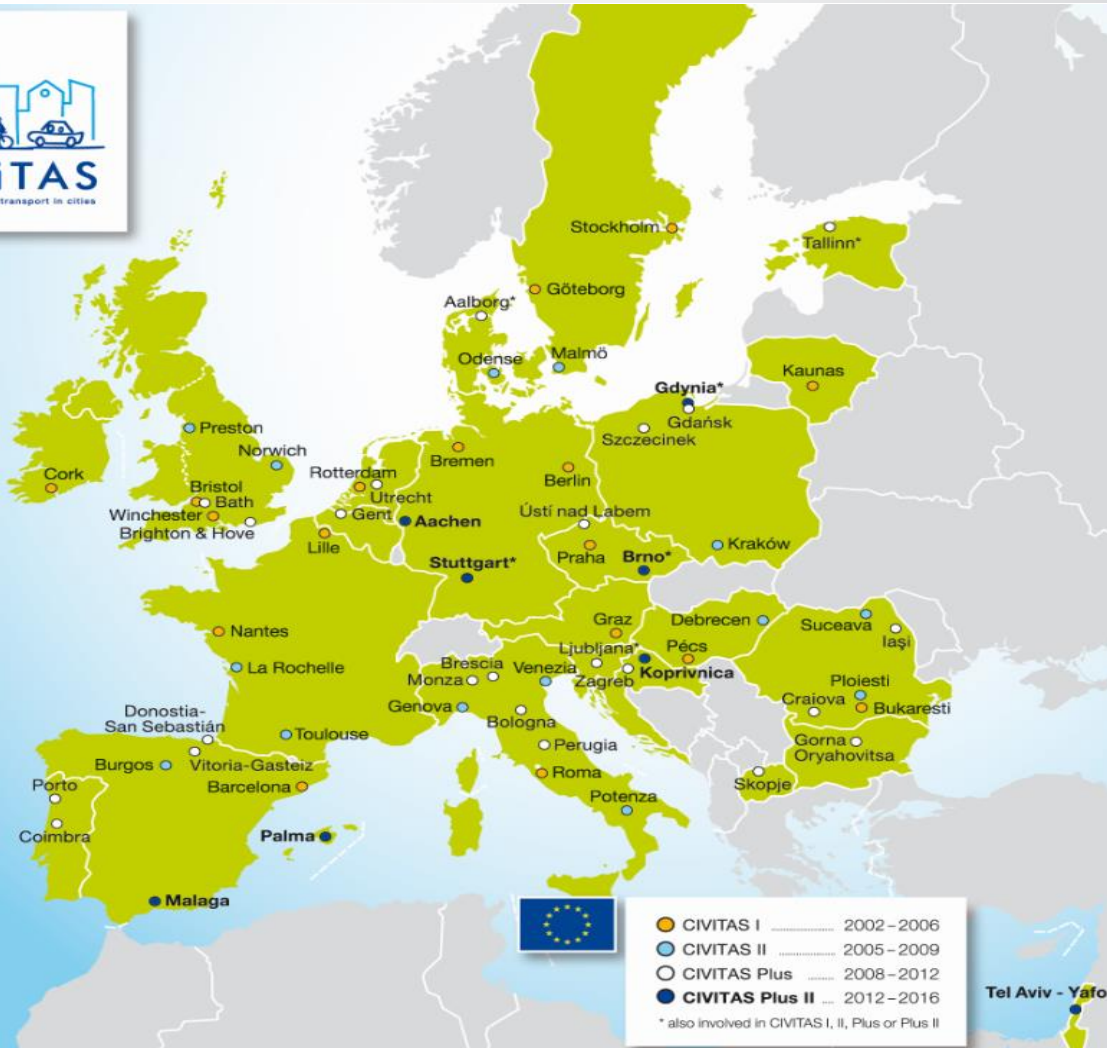 iTAS
transport in cities
Stockholm
Tallinn*
Göteborg
Aalborg*
Odense
Malmö
Kaunas
Gdynia*
Gdańsk
Szczecinek
Preston
Norwich
Cork
Bristol
Bath
Winchester
Brighton & Hove
Rotterdam
Utrecht
Gent
Lille
Bremen
Berlin
Aachen
Stuttgart*
Ústí nad Labem
Praha
Brno*
Kraków
Nantes
La Rochelle
Graz
Debrecen
Suceava
Iaşi
Ljubljana*
Pécs
Zagreb
Koprivnica
Brescia
Monza
Venezia
Genova
Bologna
Ploiesti
Craiova
Bukaresti
Donostia-
San Sebastián
Toulouse
Burgos
Vitoria-Gasteiz
Barcelona
Perugia
Roma
Gorna
Oryahovitsa
Skopje
Porto
Coimbra
Potenza
Palma
Malaga
CIVITAS I ................ 2002–2006
CIVITAS II .............. 2005–2009
CIVITAS Plus ....... 2008–2012
CIVITAS Plus II ... 2012–2016
* also involved in CIVITAS I, II, Plus or Plus II
Tel Aviv - Yafo